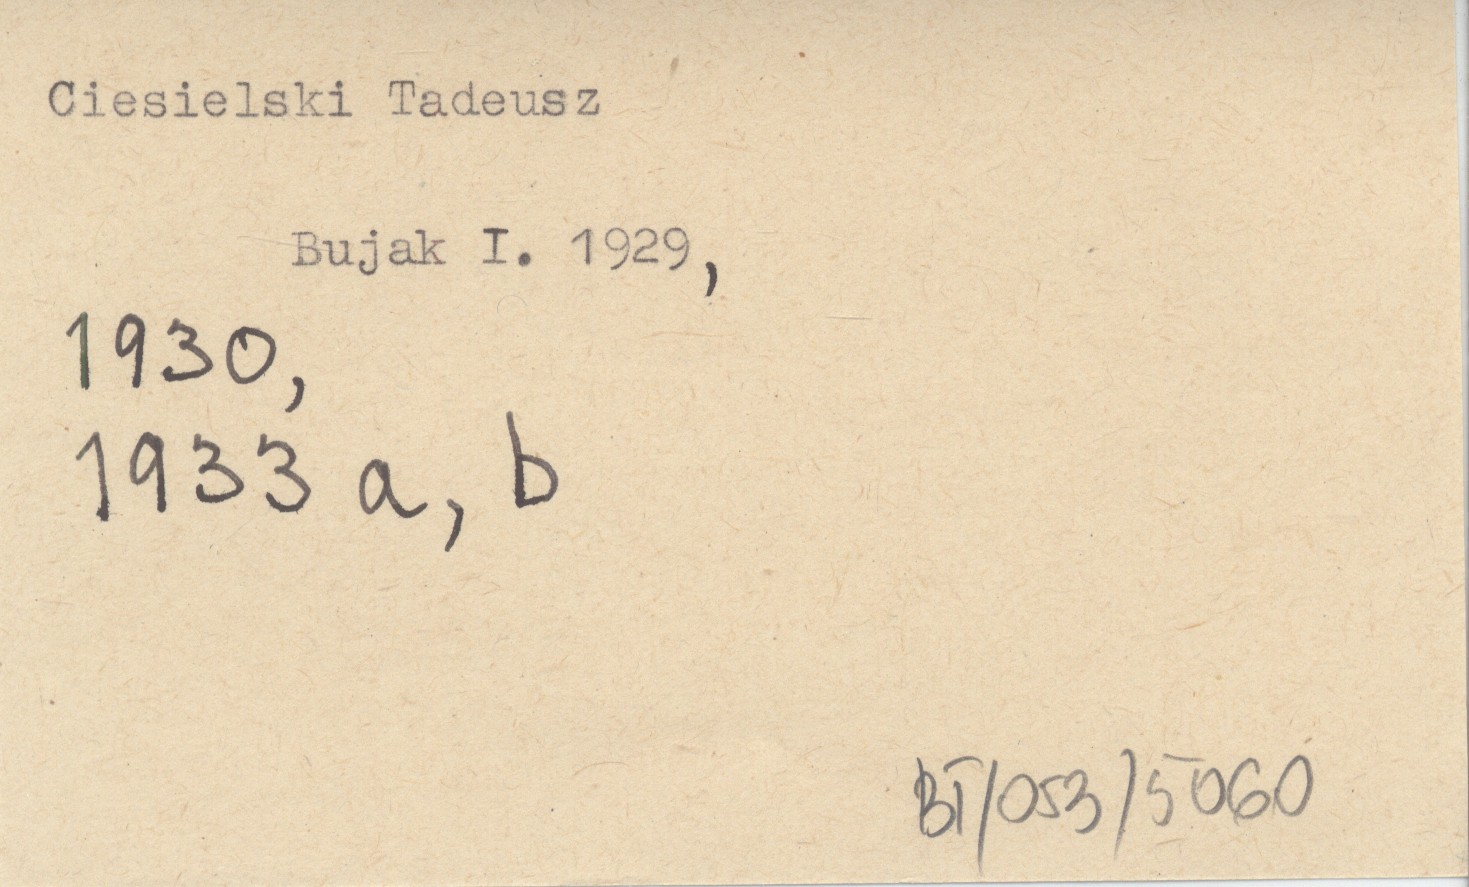 Ciesielski Tadeusz
Bujak I. 1929,
1930,
1933 a, b
BT/053/5060